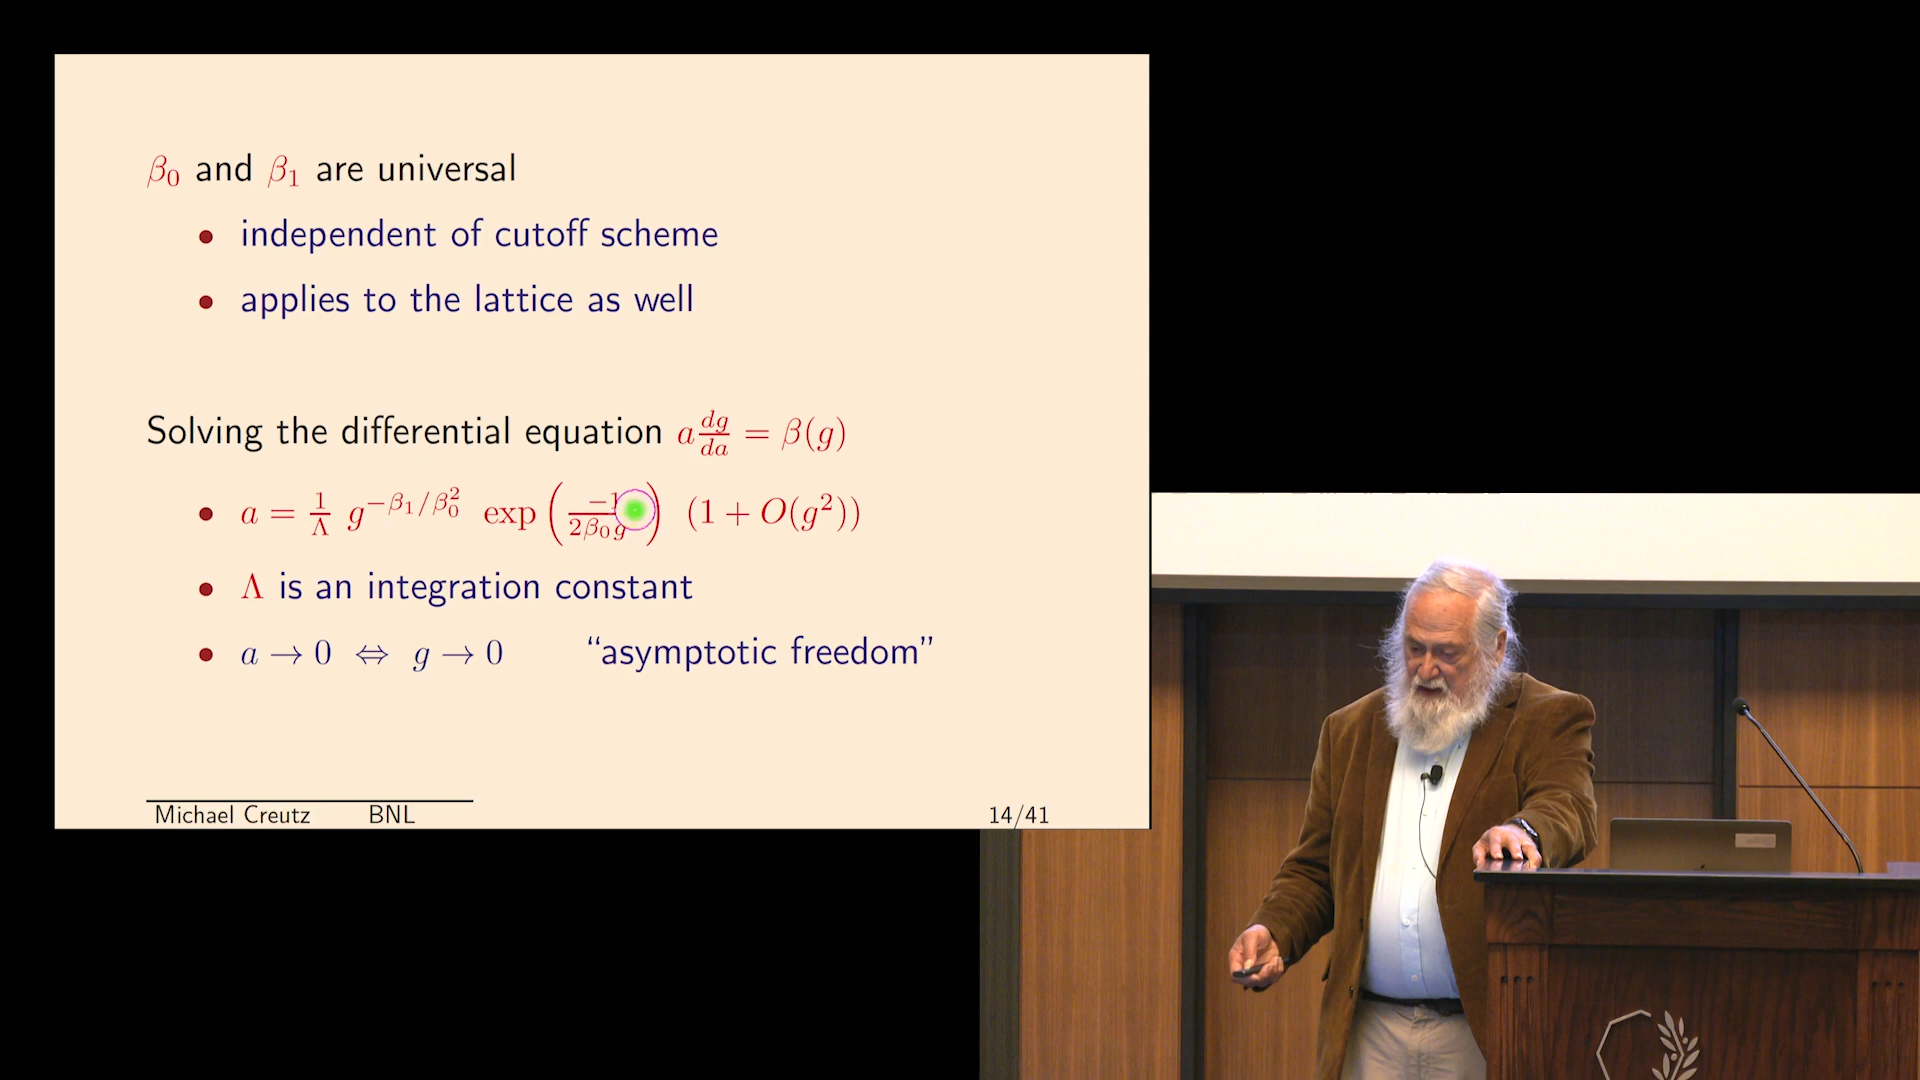 β₀ and β₁ are universal
• independent of cutoff scheme
• applies to the lattice as well
Solving the differential equation a dg/da = β(g)
• a = 1/Λ g^{−β₁/β₀²} exp(−1/2β₀g) (1 + O(g²))
• Λ is an integration constant
• a → 0 ⇔ g → 0 “asymptotic freedom”
Michael Creutz BNL 14/41